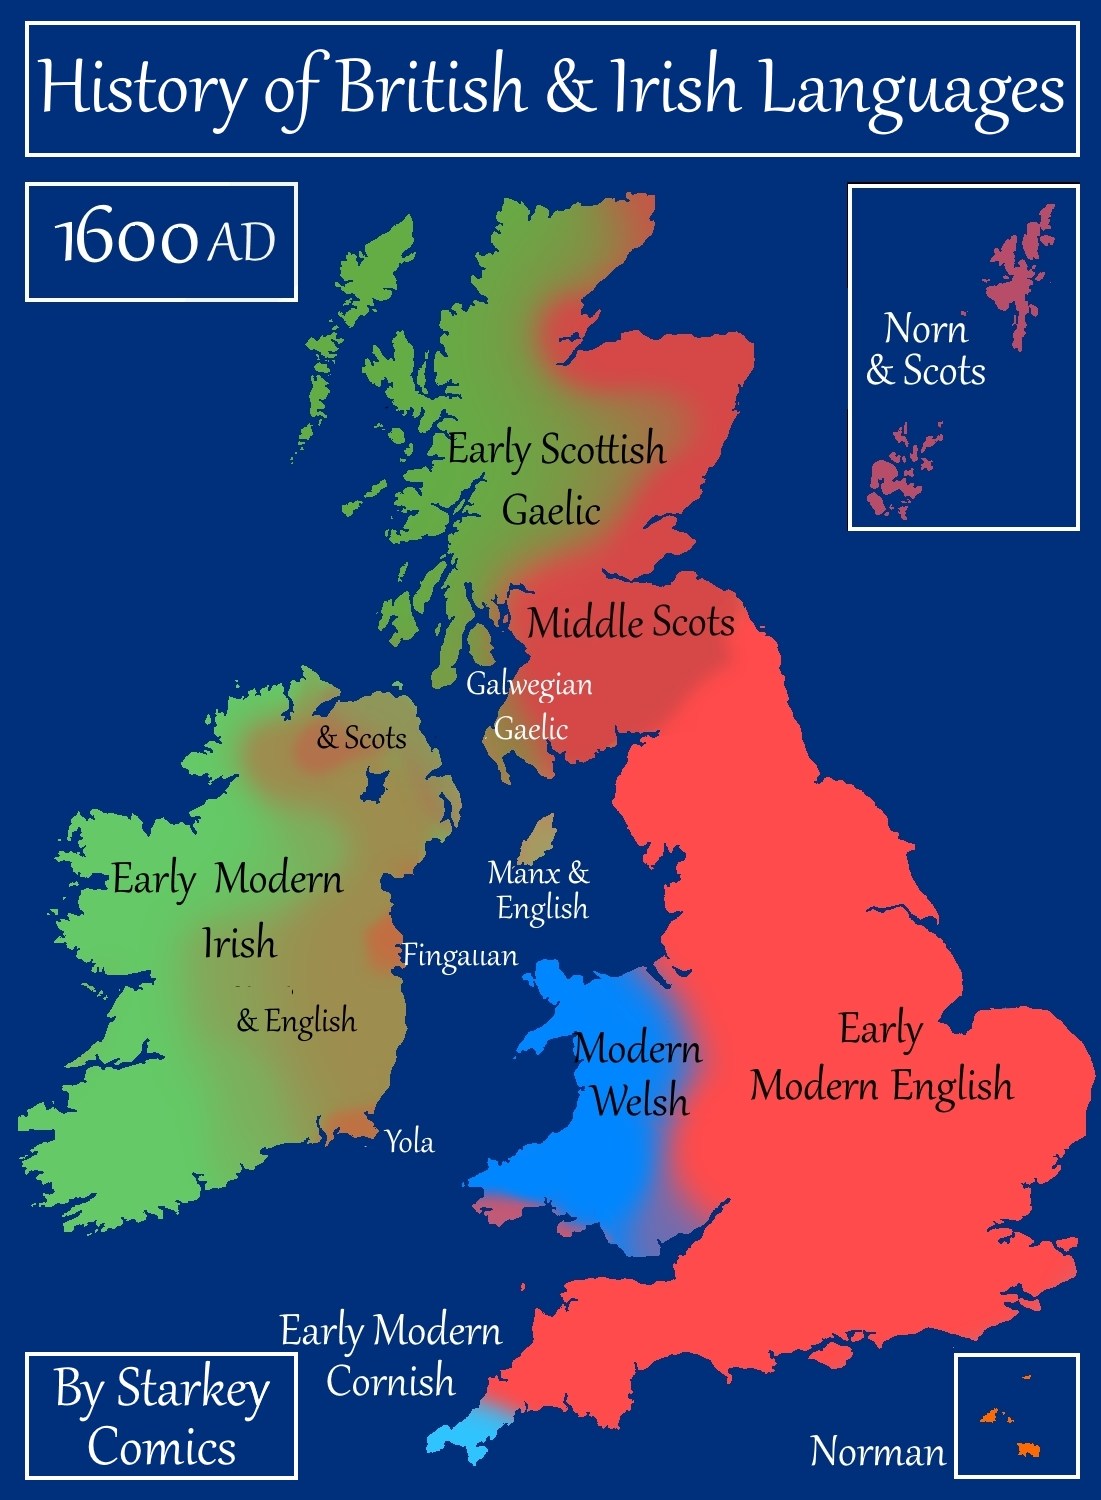 History of British & Irish Languages
1600 AD
Norn
& Scots
Early Scottish
Gaelic
Middle Scots
Galwegian
Gaelic
& Scots
Manx &
English
Early Modern
Irish
Fingalian
& English
Modern
Welsh
Early
Modern English
Yola
Early Modern
Cornish
By Starkey
Comics
Norman